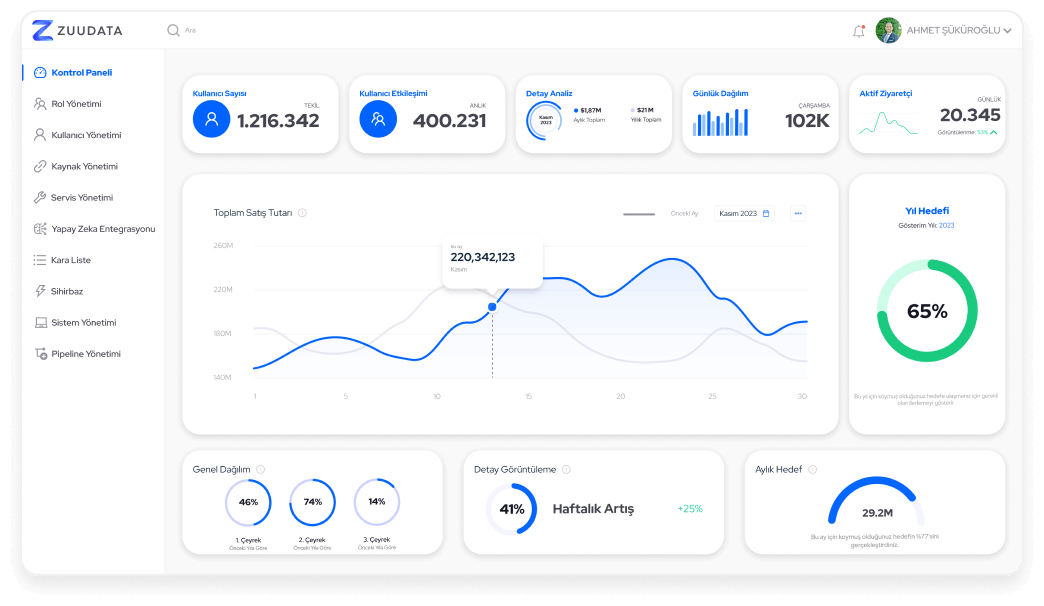 ZUUDATA
Ara
AHMET ŞÜKÜROĞLU
Kontrol Paneli
Rol Yönetimi
Kullanıcı Yönetimi
Kaynak Yönetimi
Servis Yönetimi
Yapay Zeka Entegrasyonu
Kara Liste
Sihirbaz
Sistem Yönetimi
Pipeline Yönetimi
Kullanıcı Sayısı
TEKİL
1.216.342
Kullanıcı Etkileşimi
ANLIK
400.231
Detay Analiz
Kasım
2023
$1,87M
Aylık Toplam
$21 M
Yıllık Toplam
Günlük Dağılım
ÇARŞAMBA
102K
Aktif Ziyaretçi
GÜNLÜK
20.345
Görüntülenme: 53%
Toplam Satış Tutarı
Önceki Ay
Kasım 2023
260M
220M
180M
140M
Bu ay
220,342,123
Kasım
1 5 10 15 20 25 30
Yıl Hedefi
Gösterim Yılı: 2023
65%
Bu yıl için koymuş olduğunuz hedefe ulaşmanız için gerekli
olan ilerlemeyi gösterir.
Genel Dağılım
46%
74%
14%
1. Çeyrek
Önceki Yıla Göre
2. Çeyrek
Önceki Yıla Göre
3. Çeyrek
Önceki Yıla Göre
Detay Görüntüleme
41%
Haftalık Artış
+25%
Aylık Hedef
29.2M
Bu ay için koymuş olduğunuz hedefin %77'sini
gerçekleştirdiniz.